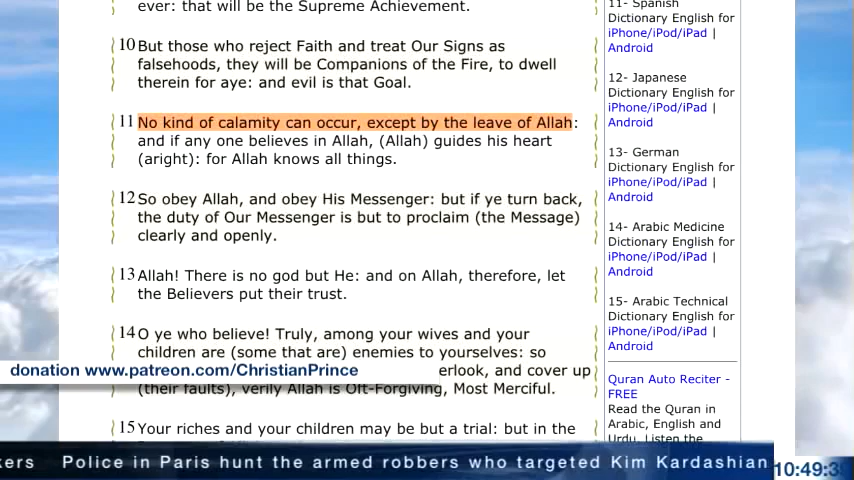 ever: that will be the Supreme Achievement.
10 But those who reject Faith and treat Our Signs as
falsehoods, they will be Companions of the Fire, to dwell
therein for aye: and evil is that Goal.
11 No kind of calamity can occur, except by the leave of Allah:
and if any one believes in Allah, (Allah) guides his heart
(aright): for Allah knows all things.
12 So obey Allah, and obey His Messenger: but if ye turn back,
the duty of Our Messenger is but to proclaim (the Message)
clearly and openly.
13 Allah! There is no god but He: and on Allah, therefore, let
the Believers put their trust.
14 O ye who believe! Truly, among your wives and your
children are (some that are) enemies to yourselves: so
erlook, and cover up
(their faults), verily Allah is Oft-Forgiving, Most Merciful.
15 Your riches and your children may be but a trial: but in the
11- Spanish
Dictionary English for
iPhone/iPod/iPad |
Android
12- Japanese
Dictionary English for
iPhone/iPod/iPad |
Android
13- German
Dictionary English for
iPhone/iPod/iPad |
Android
14- Arabic Medicine
Dictionary English for
iPhone/iPod/iPad |
Android
15- Arabic Technical
Dictionary English for
iPhone/iPod/iPad |
Android
Quran Auto Reciter -
FREE
Read the Quran in
Arabic, English and
Urdu, Listen the
donation www.patreon.com/ChristianPrince
kers Police in Paris hunt the armed robbers who targeted Kim Kardashian
10:49:3